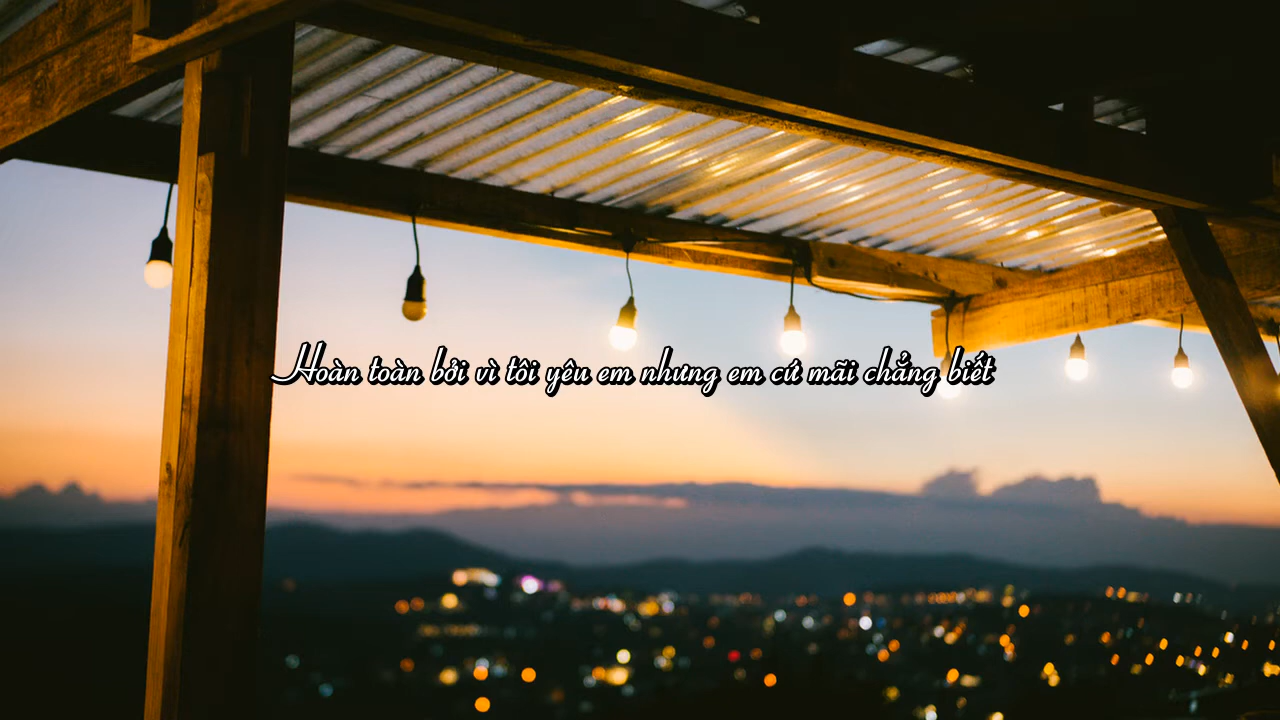 Hoàn toàn bởi vì tôi yêu em nhưng em cứ mãi chẳng biết